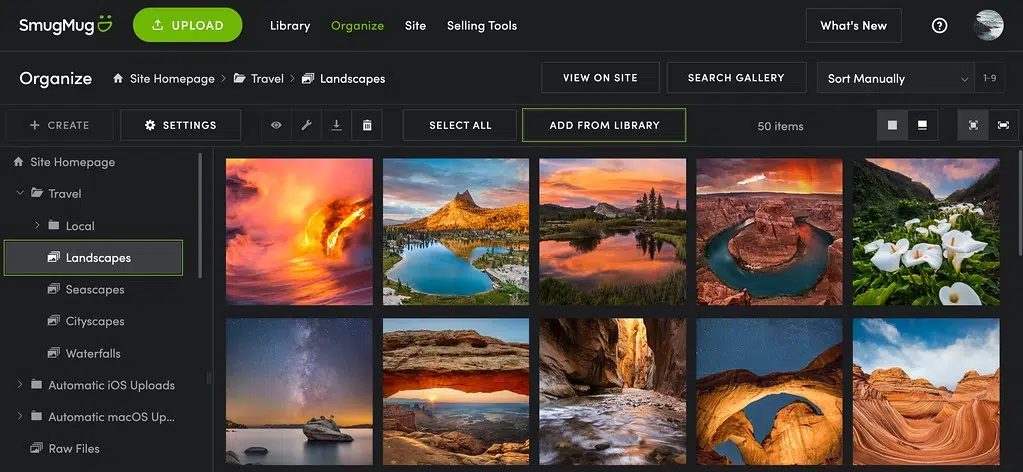 SmugMug UPLOAD Library Organize Site Selling Tools What's New
Organize Site Homepage Travel Landscapes VIEW ON SITE SEARCH GALLERY Sort Manually 1-9
+ CREATE SETTINGS SELECT ALL ADD FROM LIBRARY 50 items
Site Homepage
Travel
Local
Landscapes
Seascapes
Cityscapes
Waterfalls
Automatic iOS Uploads
Automatic macOS Up...
Raw Files